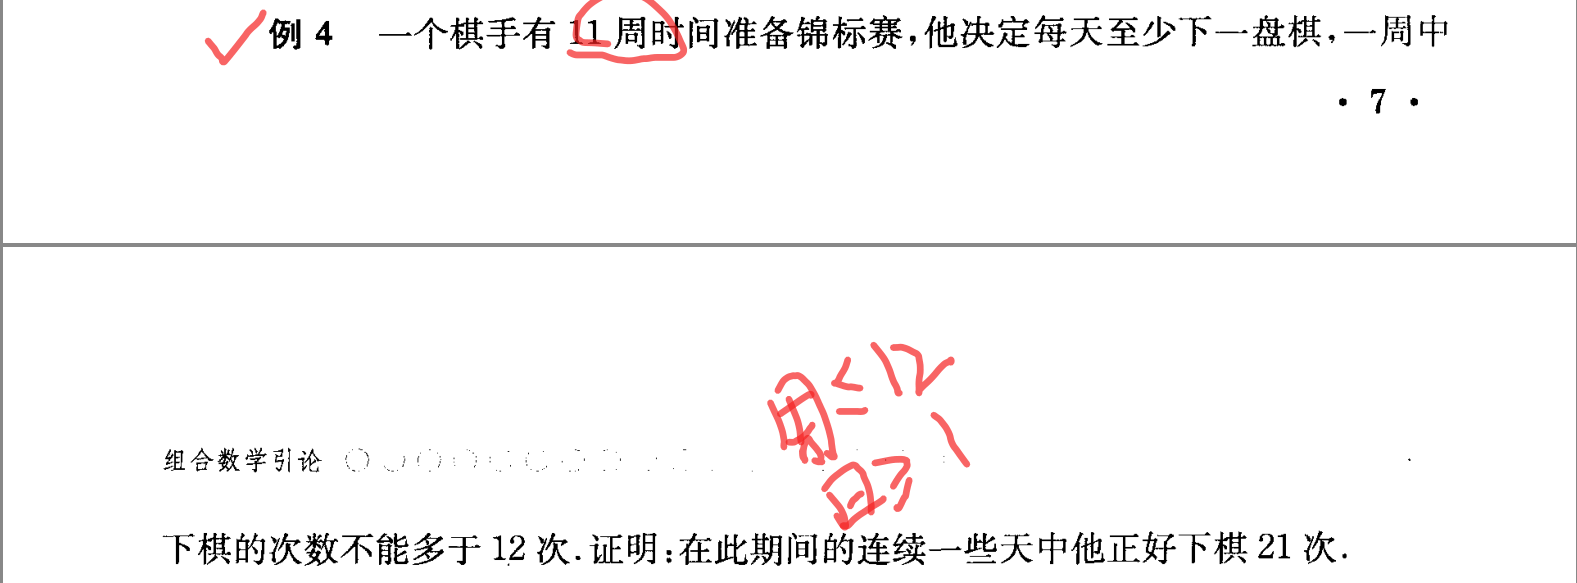 例 4 一个棋手有 11 周时间准备锦标赛,他决定每天至少下一盘棋,一周中
· 7 ·
周≤12
日≥1
组合数学引论
下棋的次数不能多于 12 次.证明:在此期间的连续一些天中他正好下棋 21 次.